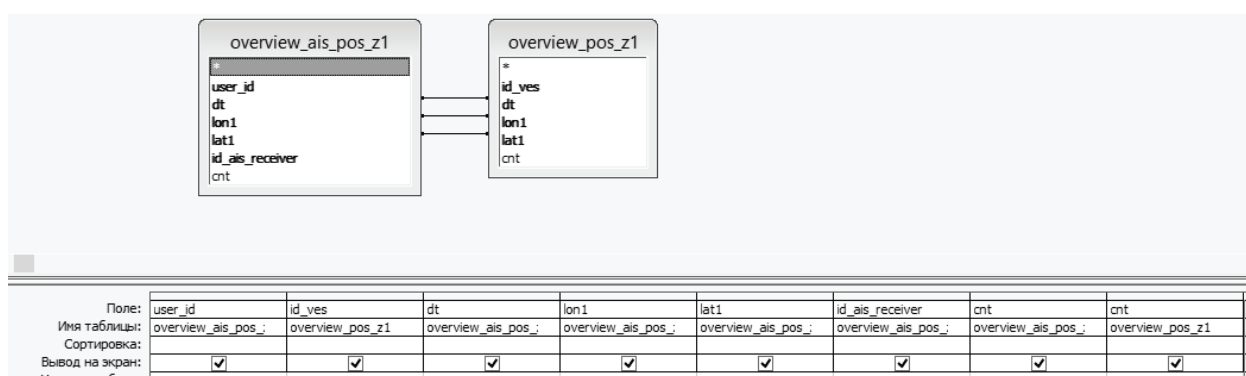 overview_ais_pos_z1 overview_pos_z1
* *
user_id id_ves
dt dt
lon1 lon1
lat1 lat1
id_ais_receiver cnt
cnt
Поле: user_id id_ves dt lon1 lat1 id_ais_receiver cnt cnt
Имя таблицы: overview_ais_pos_ overview_pos_z1 overview_ais_pos_ overview_ais_pos_ overview_ais_pos_ overview_ais_pos_ overview_ais_pos_ overview_pos_z1
Сортировка:
Вывод на экран: